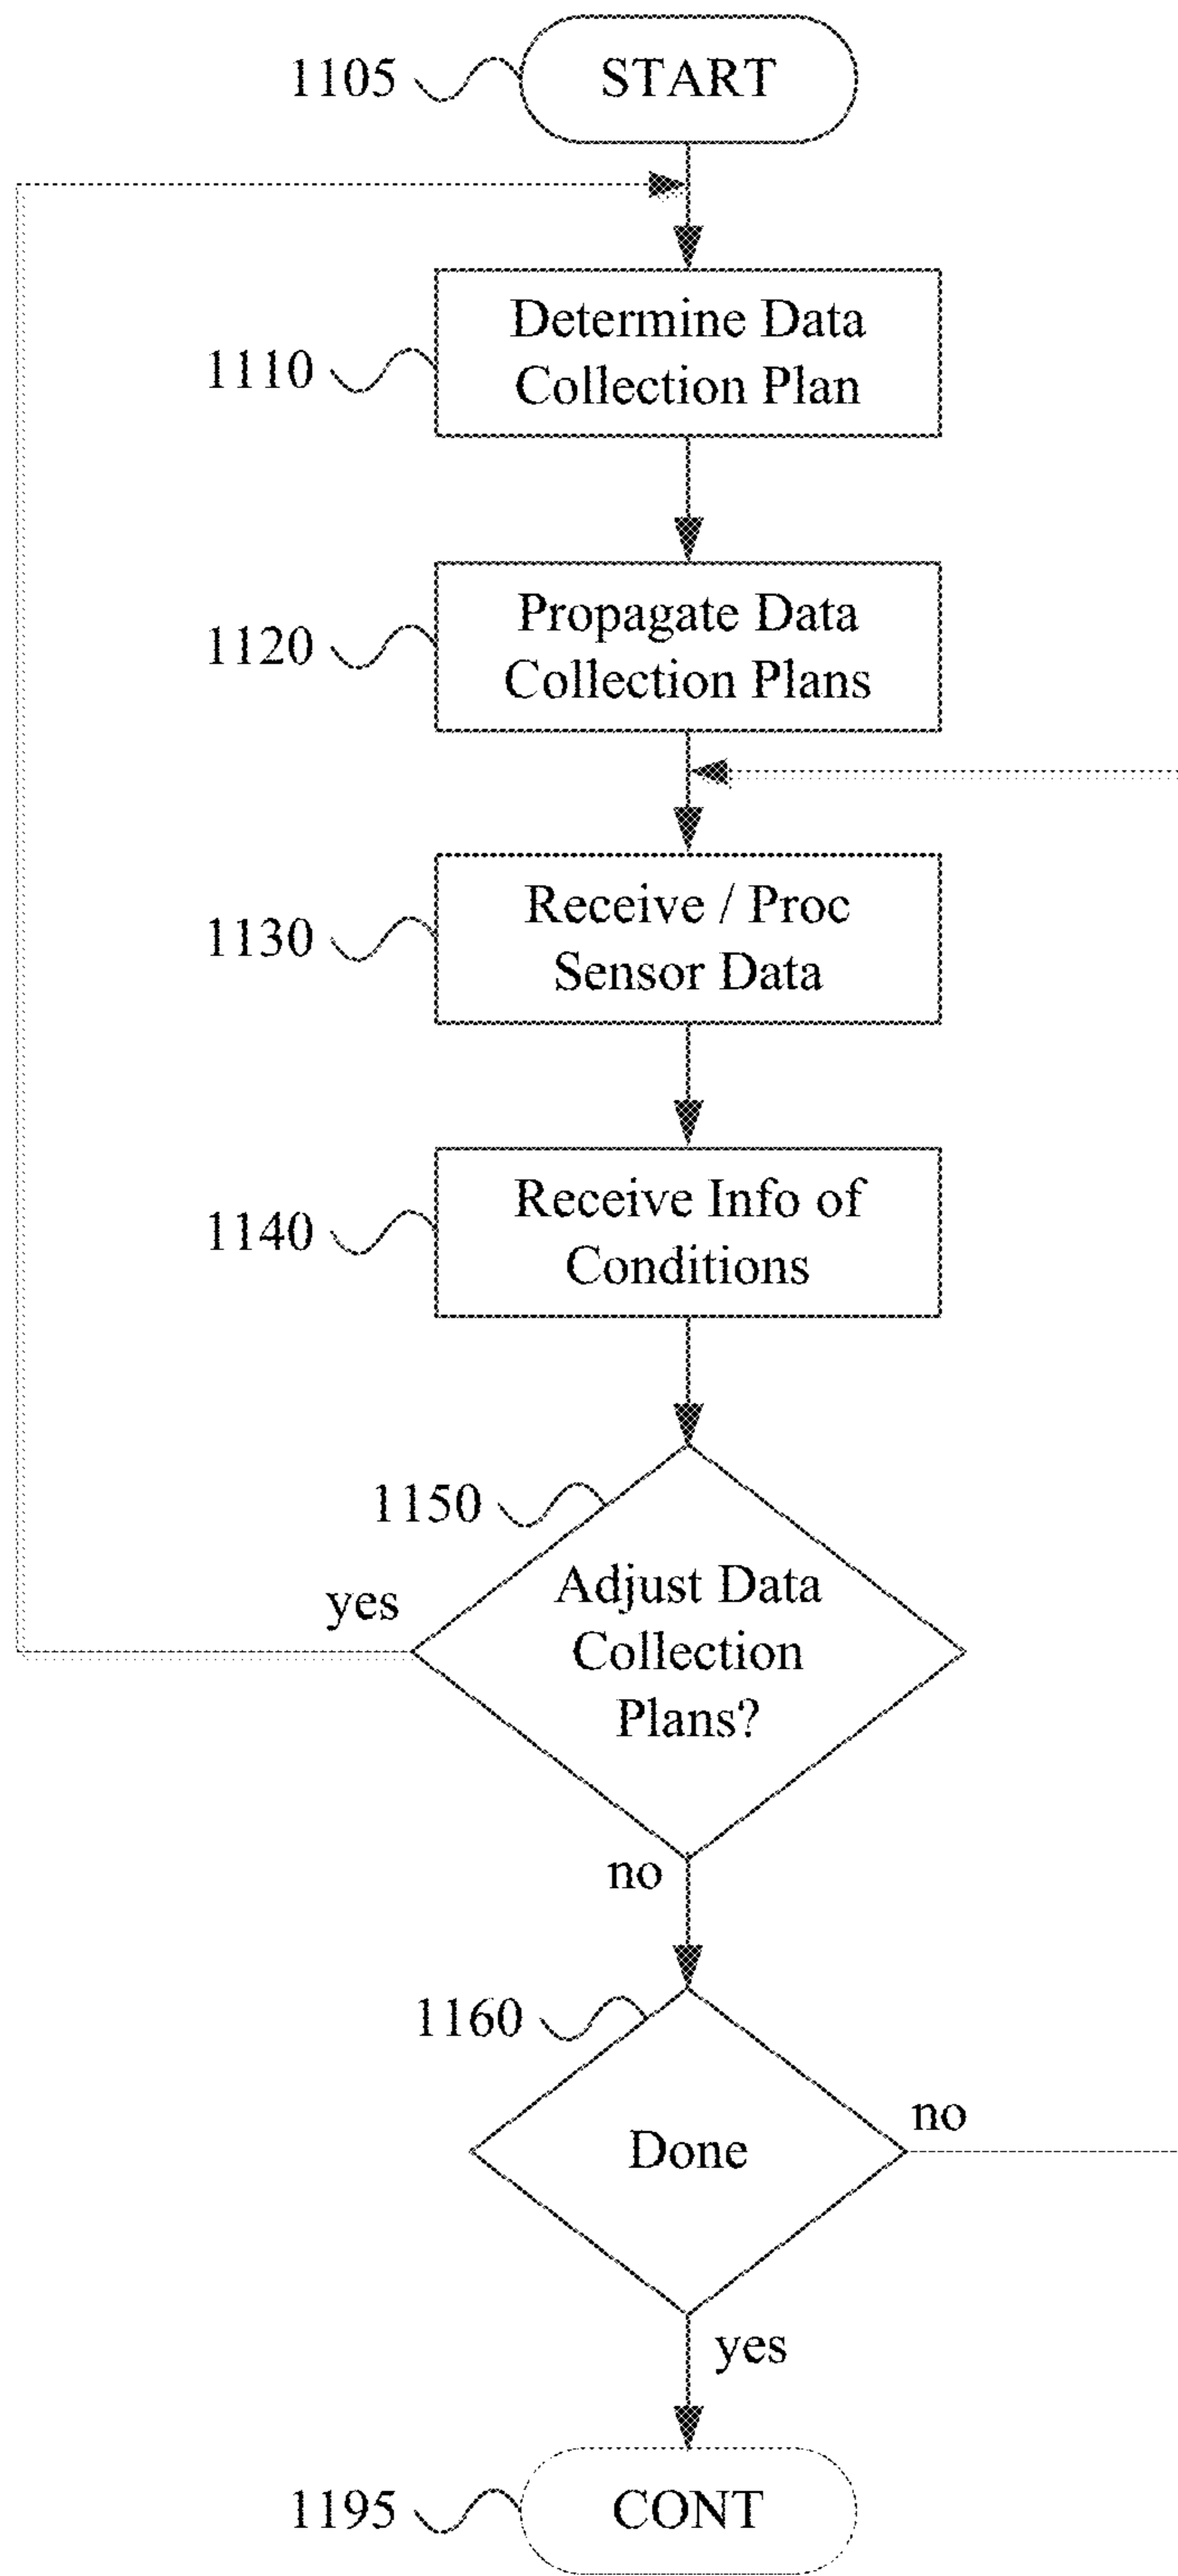 1105
START
1110
Determine Data
Collection Plan
1120
Propagate Data
Collection Plans
1130
Receive / Proc
Sensor Data
1140
Receive Info of
Conditions
1150
Adjust Data
Collection
Plans?
yes
no
1160
Done
no
yes
1195
CONT